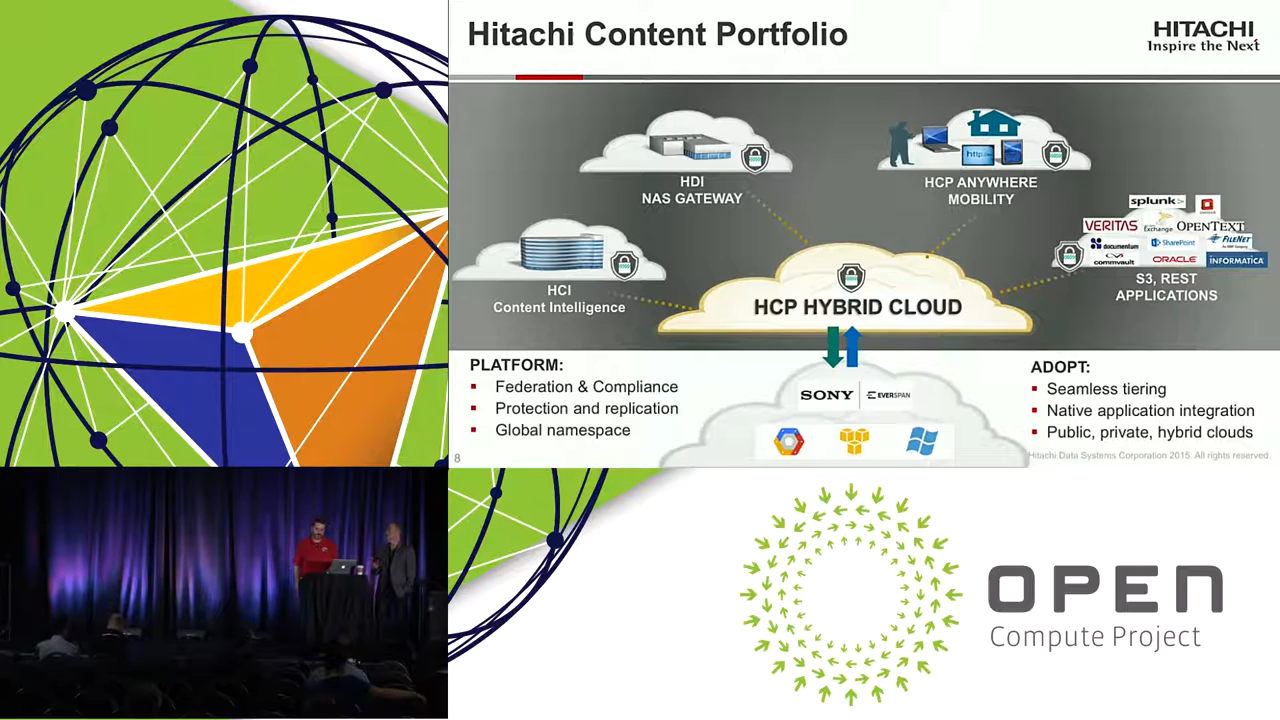 Hitachi Content Portfolio
HITACHI
Inspire the Next
HDI
NAS GATEWAY
http:
HCP ANYWHERE
MOBILITY
splunk>
VERITAS
Exchange
OPENTEXT
documentum
SharePoint
FILENET
commvault
ORACLE
INFORMATICA
S3, REST
APPLICATIONS
HCI
Content Intelligence
HCP HYBRID CLOUD
PLATFORM:
Federation & Compliance
Protection and replication
Global namespace
SONY
EVERSPAN
ADOPT:
Seamless tiering
Native application integration
Public, private, hybrid clouds
8
Hitachi Data Systems Corporation 2015. All rights reserved.
OPEN
Compute Project